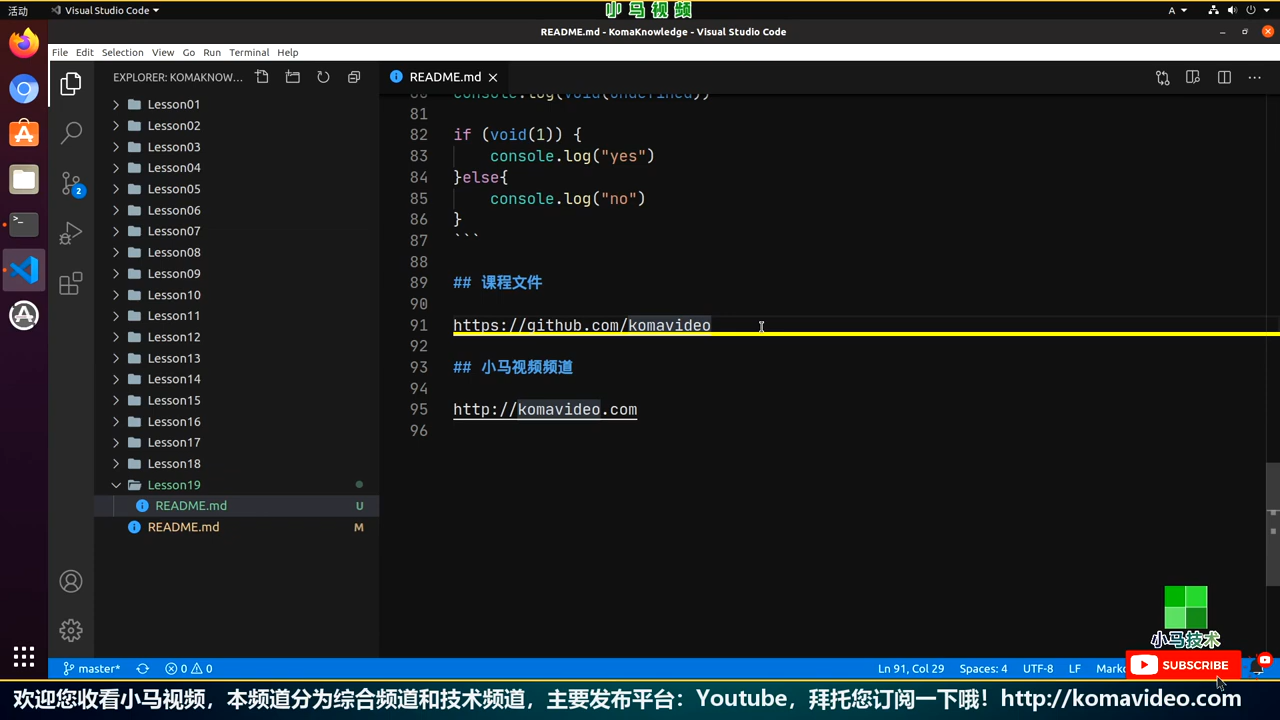 活动
Visual Studio Code
小马视频
A
README.md - KomaKnowledge - Visual Studio Code
File Edit Selection View Go Run Terminal Help
EXPLORER: KOMAKNOW...
README.md
Lesson01
Lesson02
Lesson03
Lesson04
Lesson05
Lesson06
Lesson07
Lesson08
Lesson09
Lesson10
Lesson11
Lesson12
Lesson13
Lesson14
Lesson15
Lesson16
Lesson17
Lesson18
Lesson19
README.md U
README.md M
2
80 console.log(void(undefined))
81
82 if (void(1)) {
83 console.log("yes")
84 }else{
85 console.log("no")
86 }
87 ```
88
89 ## 课程文件
90
91 https://github.com/komavideo
92
93 ## 小马视频频道
94
95 http://komavideo.com
96
小马技术
SUBSCRIBE
master* 0 0 Ln 91, Col 29 Spaces: 4 UTF-8 LF
欢迎您收看小马视频，本频道分为综合频道和技术频道，主要发布平台：Youtube，拜托您订阅一下哦！http://komavideo.com